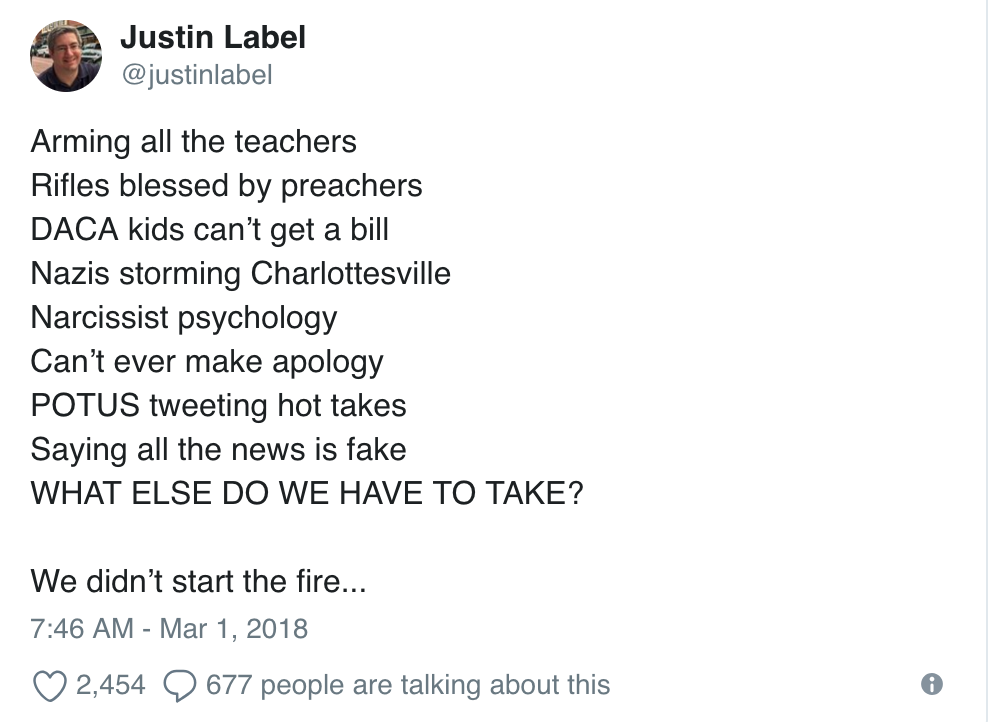 Justin Label
@justinlabel
Arming all the teachers
Rifles blessed by preachers
DACA kids can’t get a bill
Nazis storming Charlottesville
Narcissist psychology
Can’t ever make apology
POTUS tweeting hot takes
Saying all the news is fake
WHAT ELSE DO WE HAVE TO TAKE?
We didn’t start the fire...
7:46 AM - Mar 1, 2018
2,454 677 people are talking about this